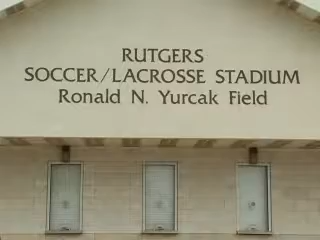 RUTGERS
SOCCER/LACROSSE STADIUM
Ronald N. Yurcak Field